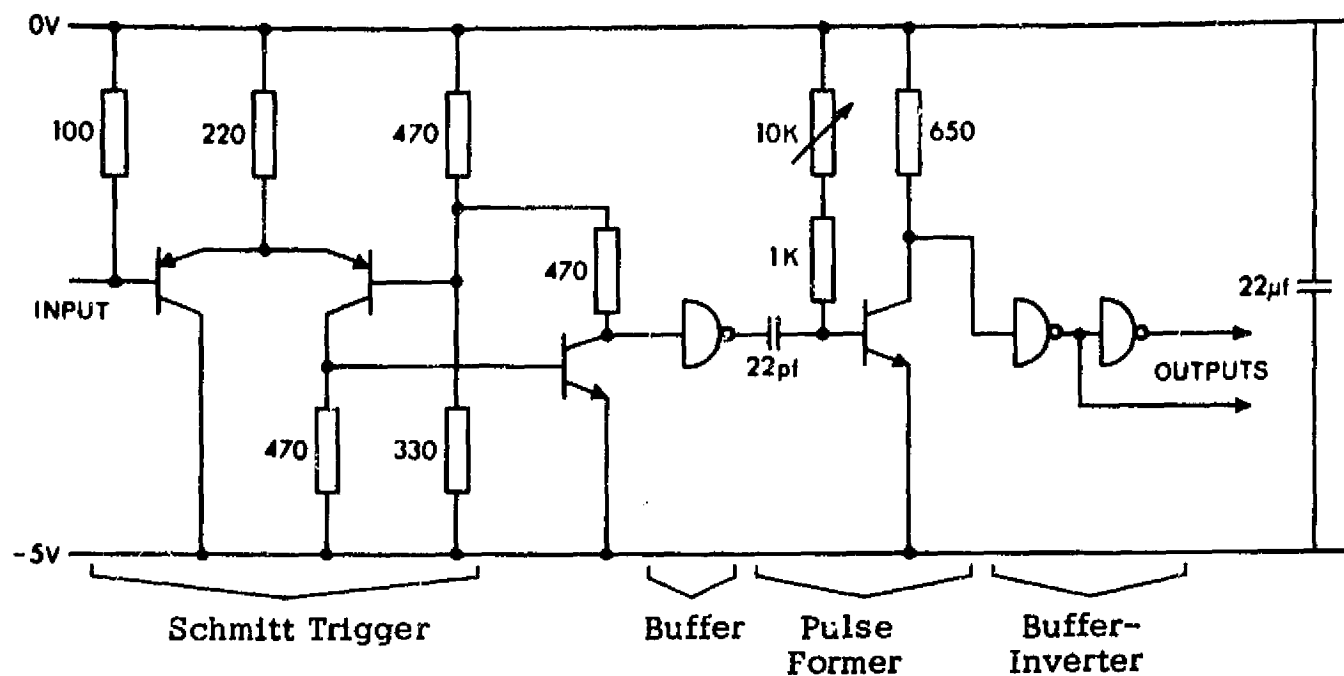 0V
100
220
470
10K
650
1K
470
INPUT
22µf
22pf
OUTPUTS
470
330
-5V
Schmitt Trigger
Buffer
Pulse
Former
Buffer-
Inverter